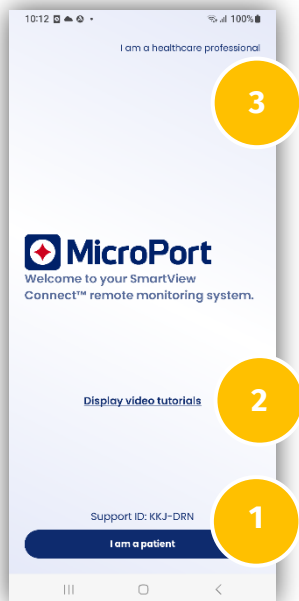 10:12 100%
I am a healthcare professional
3
MicroPort
Welcome to your SmartView
Connect™ remote monitoring system.
Display video tutorials
2
Support ID: KKJ-DRN
1
I am a patient